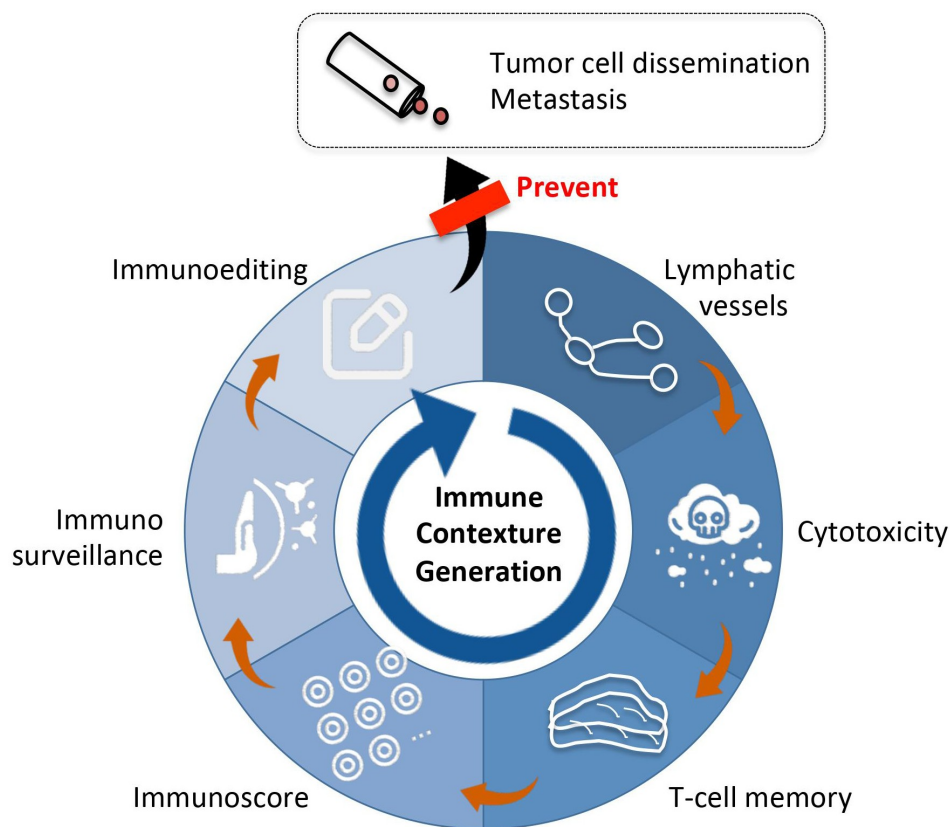 Tumor cell dissemination
Metastasis
Prevent
Immunoediting
Lymphatic
vessels
Immuno
surveillance
Immune
Contexture
Generation
Cytotoxicity
Immunoscore
...
T-cell memory